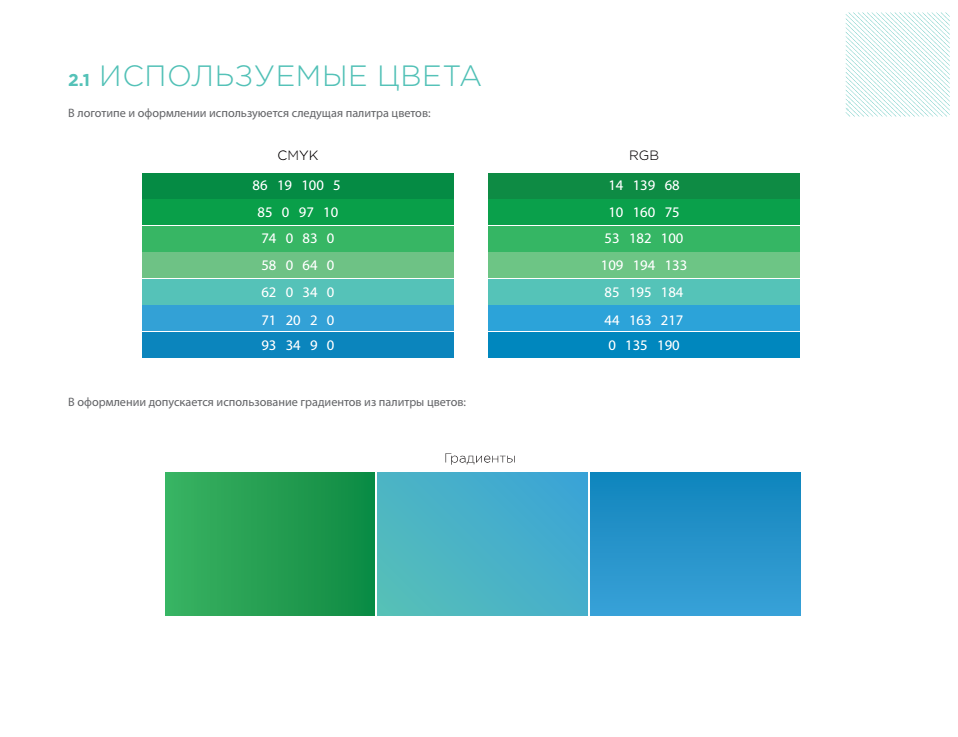 2.1 ИСПОЛЬЗУЕМЫЕ ЦВЕТА
В логотипе и оформлении используюется следущая палитра цветов:
CMYK
86 19 100 5
85 0 97 10
74 0 83 0
58 0 64 0
62 0 34 0
71 20 2 0
93 34 9 0
RGB
14 139 68
10 160 75
53 182 100
109 194 133
85 195 184
44 163 217
0 135 190
В оформлении допускается использование градиентов из палитры цветов:
Градиенты